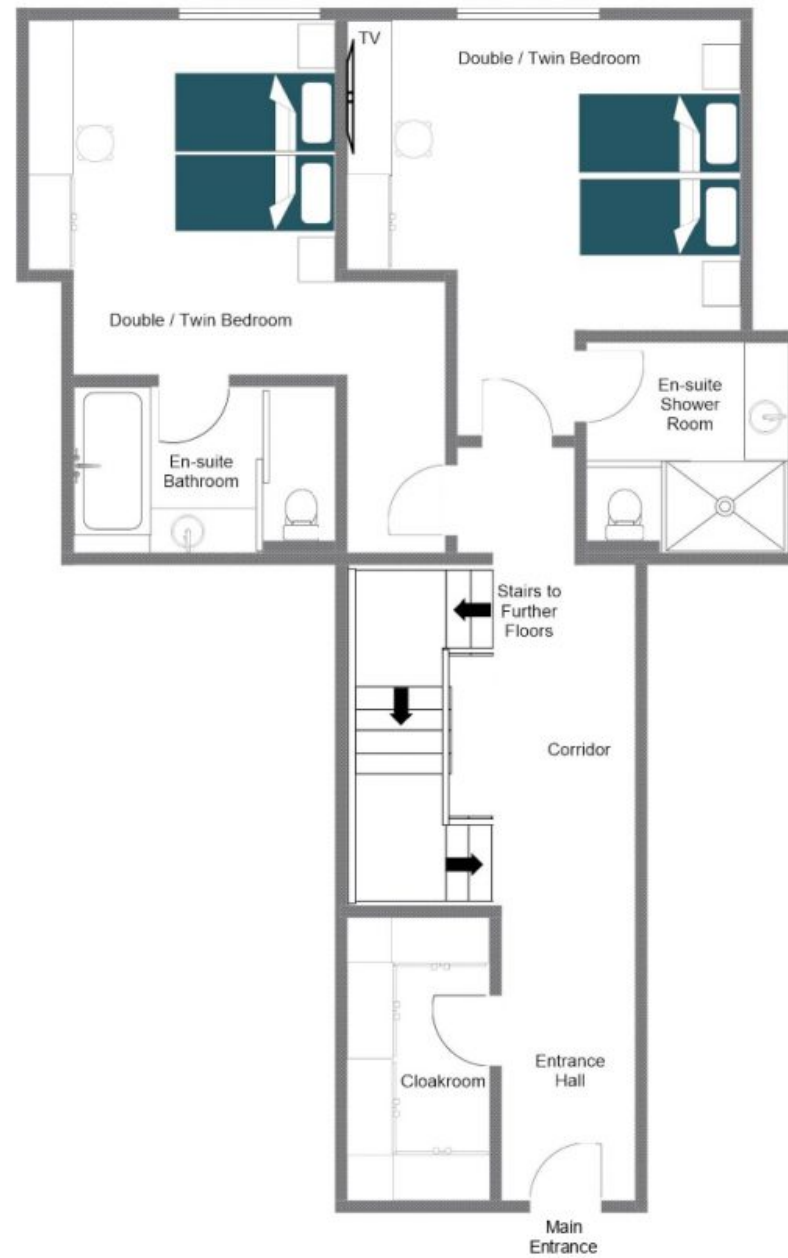 TV
Double / Twin Bedroom
Double / Twin Bedroom
En-suite
Shower
Room
En-suite
Bathroom
Stairs to
Further
Floors
Corridor
Cloakroom
Entrance
Hall
Main
Entrance